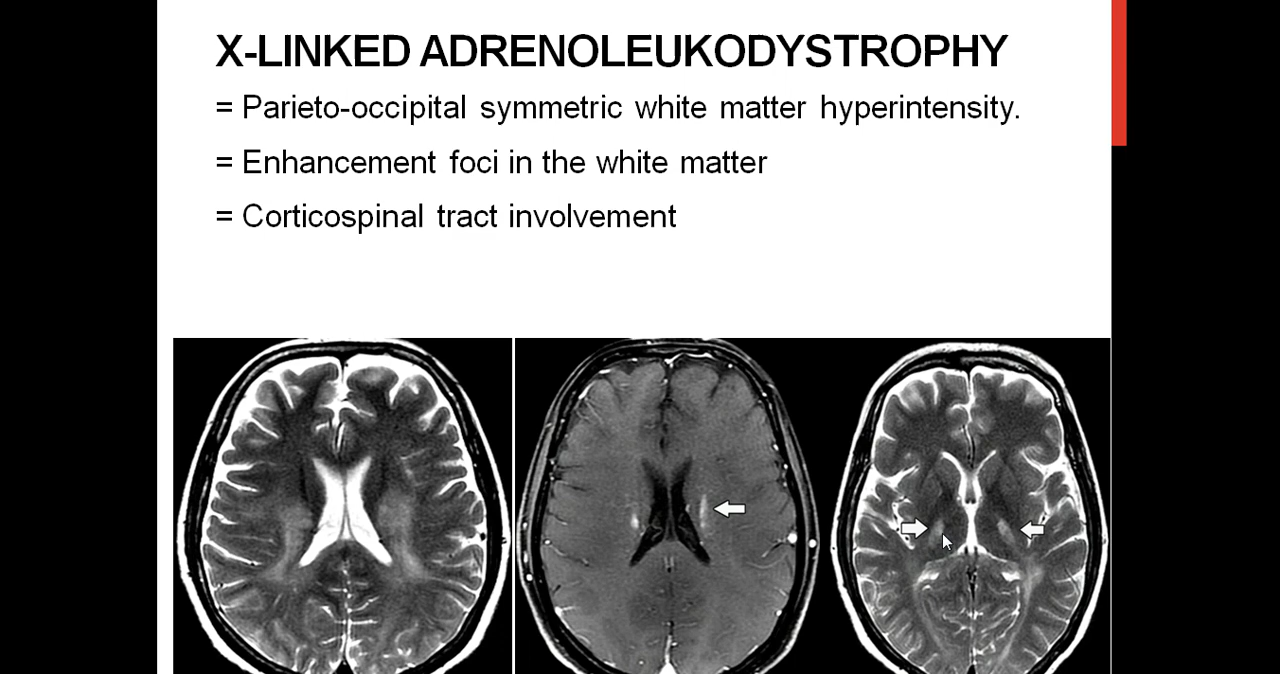 X-LINKED ADRENOLEUKODYSTROPHY
= Parieto-occipital symmetric white matter hyperintensity.
= Enhancement foci in the white matter
= Corticospinal tract involvement